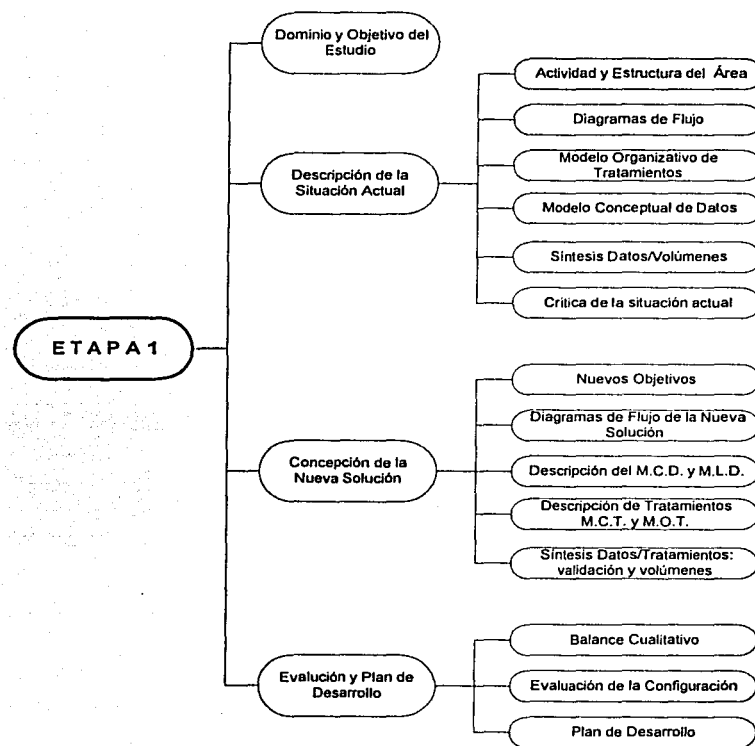 Dominio y Objetivo del
Estudio
Actividad y Estructura del Área
Diagramas de Flujo
Descripción de la
Situación Actual
Modelo Organizativo de
Tratamientos
Modelo Conceptual de Datos
Síntesis Datos/Volúmenes
Critica de la situación actual
E T A P A 1
Nuevos Objetivos
Diagramas de Flujo de la Nueva
Solución
Concepción de la
Nueva Solución
Descripción del M.C.D. y M.L.D.
Descripción de Tratamientos
M.C.T. y M.O.T.
Síntesis Datos/Tratamientos:
validación y volúmenes
Balance Cualitativo
Evalución y Plan de
Desarrollo
Evaluación de la Configuración
Plan de Desarrollo